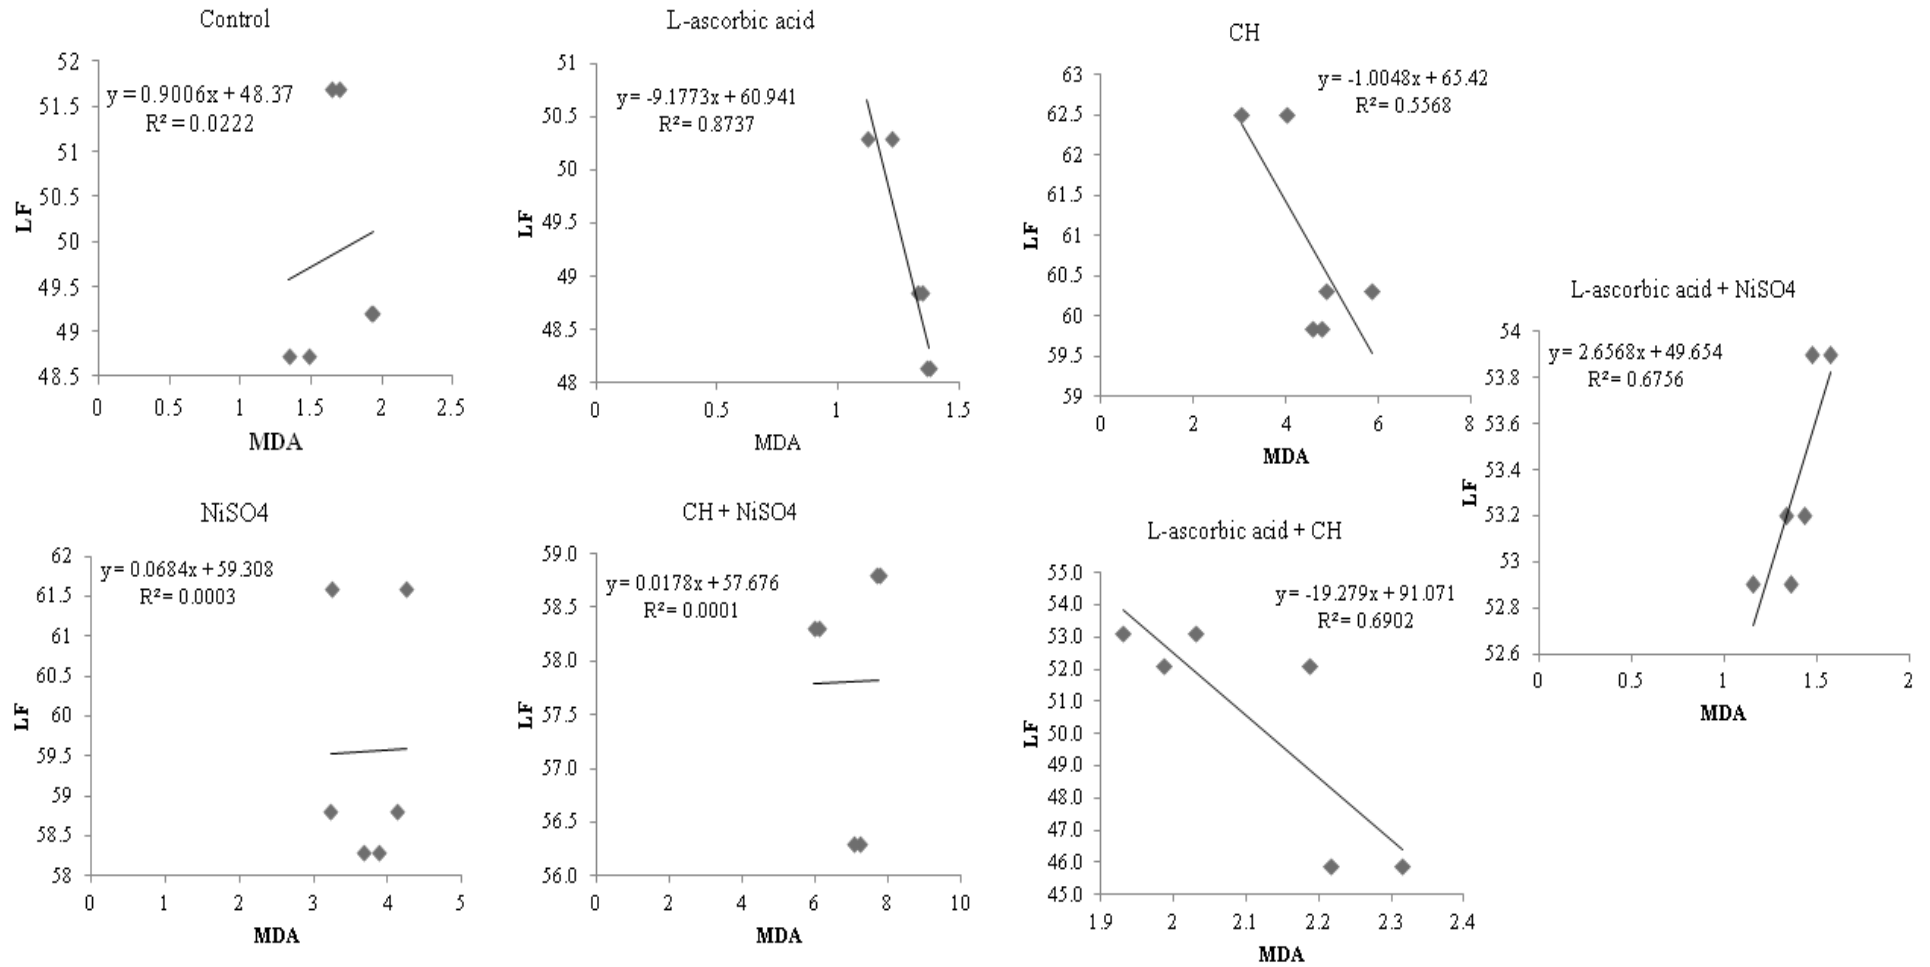 Control
y = 0.9006x + 48.37
R² = 0.0222
52
51.5
51
50.5
50
49.5
49
48.5
LF
0 0.5 1 1.5 2 2.5
MDA
L-ascorbic acid
y = -9.1773x + 60.941
R² = 0.8737
51
50.5
50
49.5
49
48.5
48
LF
0 0.5 1 1.5
MDA
CH
y = -1.0048x + 65.42
R² = 0.5568
63
62.5
62
61.5
61
60.5
60
59.5
59
LF
0 2 4 6 8
MDA
L-ascorbic acid + NiSO4
y = 2.6568x + 49.654
R² = 0.6756
54
53.8
53.6
53.4
53.2
53
52.8
52.6
LF
0 0.5 1 1.5 2
MDA
NiSO4
y = 0.0684x + 59.308
R² = 0.0003
62
61.5
61
60.5
60
59.5
59
58.5
58
LF
0 1 2 3 4 5
MDA
CH + NiSO4
y = 0.0178x + 57.676
R² = 0.0001
59.0
58.5
58.0
57.5
57.0
56.5
56.0
LF
0 2 4 6 8 10
MDA
L-ascorbic acid + CH
y = -19.279x + 91.071
R² = 0.6902
55.0
54.0
53.0
52.0
51.0
50.0
49.0
48.0
47.0
46.0
45.0
LF
1.9 2 2.1 2.2 2.3 2.4
MDA